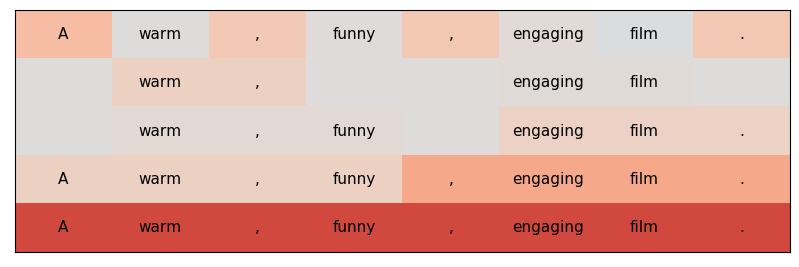 A warm , funny , engaging film .
warm , engaging film
warm , funny engaging film .
A warm , funny , engaging film .
A warm , funny , engaging film .